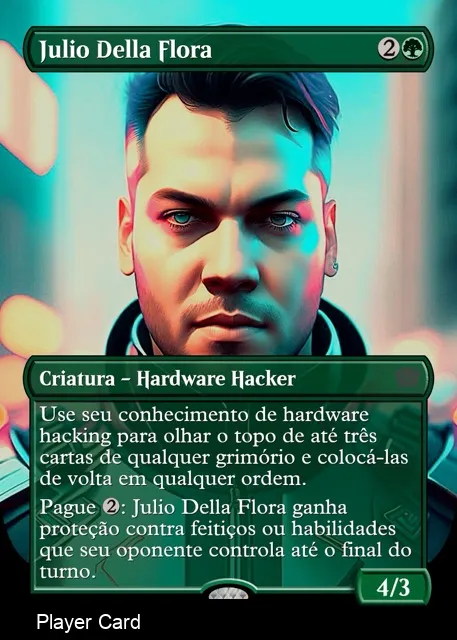 Julio Della Flora 2
Criatura – Hardware Hacker
Use seu conhecimento de hardware
hacking para olhar o topo de até três
cartas de qualquer grimório e colocá-las
de volta em qualquer ordem.
Pague 2: Julio Della Flora ganha
proteção contra feitiços ou habilidades
que seu oponente controla até o final do
turno.
4/3
Player Card